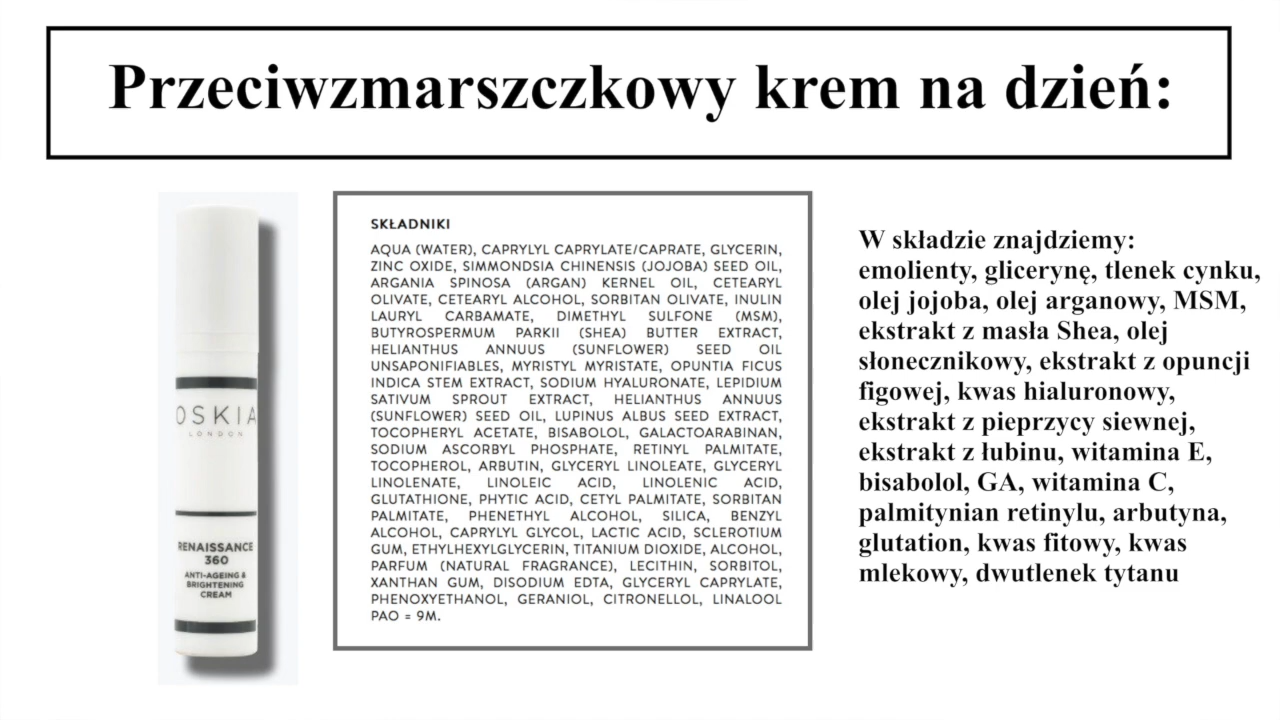 Przeciwzmarszczkowy krem na dzień:
OSKIA
LONDON
RENAISSANCE
360
ANTI-AGEING &
BRIGHTENING
CREAM
SKŁADNIKI
AQUA (WATER), CAPRYLYL CAPRYLATE/CAPRATE, GLYCERIN,
ZINC OXIDE, SIMMONDSIA CHINENSIS (JOJOBA) SEED OIL,
ARGANIA SPINOSA (ARGAN) KERNEL OIL, CETEARYL
OLIVATE, CETEARYL ALCOHOL, SORBITAN OLIVATE, INULIN
LAURYL CARBAMATE, DIMETHYL SULFONE (MSM),
BUTYROSPERMUM PARKII (SHEA) BUTTER EXTRACT,
HELIANTHUS ANNUUS (SUNFLOWER) SEED OIL
UNSAPONIFIABLES, MYRISTYL MYRISTATE, OPUNTIA FICUS
INDICA STEM EXTRACT, SODIUM HYALURONATE, LEPIDIUM
SATIVUM SPROUT EXTRACT, HELIANTHUS ANNUUS
(SUNFLOWER) SEED OIL, LUPINUS ALBUS SEED EXTRACT,
TOCOPHERYL ACETATE, BISABOLOL, GALACTOARABINAN,
SODIUM ASCORBYL PHOSPHATE, RETINYL PALMITATE,
TOCOPHEROL, ARBUTIN, GLYCERYL LINOLEATE, GLYCERYL
LINOLENATE, LINOLEIC ACID, LINOLENIC ACID,
GLUTATHIONE, PHYTIC ACID, CETYL PALMITATE, SORBITAN
PALMITATE, PHENETHYL ALCOHOL, SILICA, BENZYL
ALCOHOL, CAPRYLYL GLYCOL, LACTIC ACID, SCLEROTIUM
GUM, ETHYLHEXYLGLYCERIN, TITANIUM DIOXIDE, ALCOHOL,
PARFUM (NATURAL FRAGRANCE), LECITHIN, SORBITOL,
XANTHAN GUM, DISODIUM EDTA, GLYCERYL CAPRYLATE,
PHENOXYETHANOL, GERANIOL, CITRONELLOL, LINALOOL
PAO = 9M.
W składzie znajdziemy:
emolienty, glicerynę, tlenek cynku,
olej jojoba, olej arganowy, MSM,
ekstrakt z masła Shea, olej
słonecznikowy, ekstrakt z opuncji
figowej, kwas hialuronowy,
ekstrakt z pieprzycy siewnej,
ekstrakt z łubinu, witamina E,
bisabolol, GA, witamina C,
palmitynian retinylu, arbutyna,
glutation, kwas fitowy, kwas
mlekowy, dwutlenek tytanu